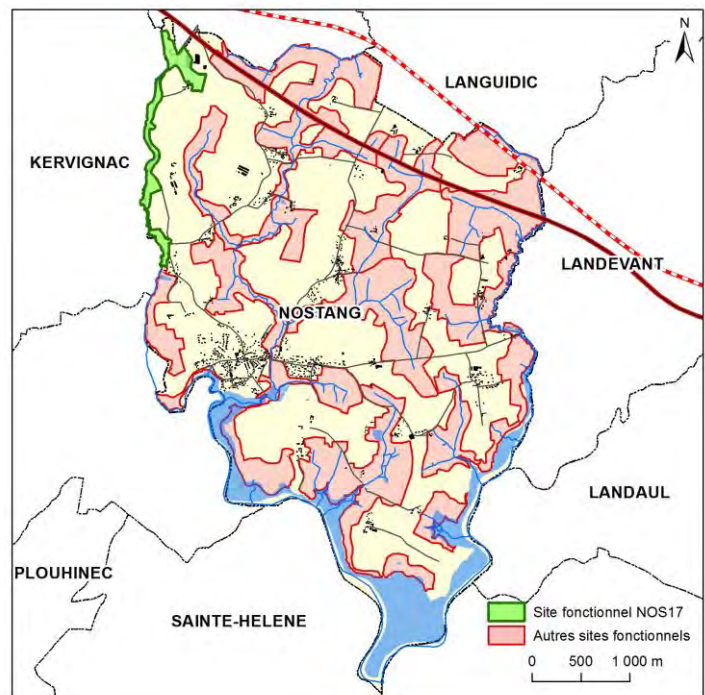 N
LANGUIDIC
KERVIGNAC
LANDEVANT
NOSTANG
LANDAUL
PLOUHINEC
SAINTE-HELENE
Site fonctionnel NOS17
Autres sites fonctionnels
0 500 1 000 m